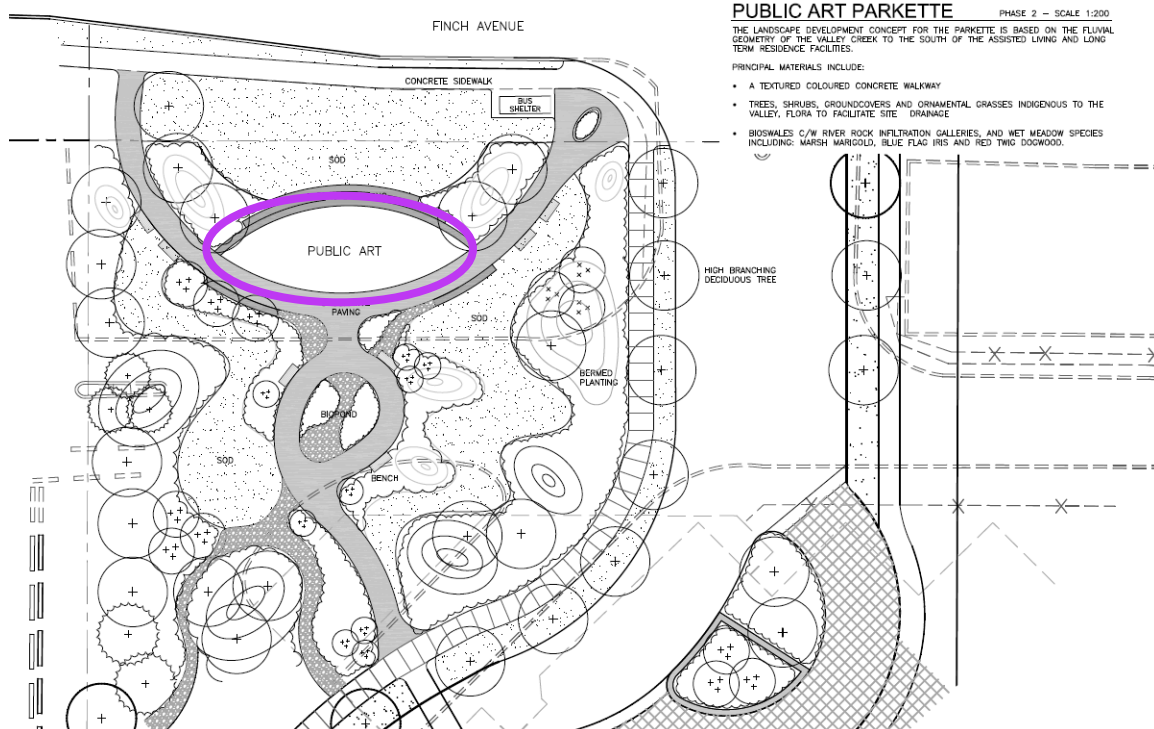 PUBLIC ART PARKETTE
PHASE 2 – SCALE 1:200
THE LANDSCAPE DEVELOPMENT CONCEPT FOR THE PARKETTE IS BASED ON THE FLUVIAL
GEOMETRY OF THE VALLEY CREEK TO THE SOUTH OF THE ASSISTED LIVING AND LONG
TERM RESIDENCE FACILITIES.
PRINCIPAL MATERIALS INCLUDE:
• A TEXTURED COLOURED CONCRETE WALKWAY
• TREES, SHRUBS, GROUNDCOVERS AND ORNAMENTAL GRASSES INDIGENOUS TO THE
VALLEY, FLORA TO FACILITATE SITE DRAINAGE
• BIOSWALES C/W RIVER ROCK INFILTRATION GALLERIES, AND WET MEADOW SPECIES
INCLUDING: MARSH MARIGOLD, BLUE FLAG IRIS AND RED TWIG DOGWOOD.
FINCH AVENUE
CONCRETE SIDEWALK
BUS
SHELTER
SOD
PUBLIC ART
HIGH BRANCHING
DECIDUOUS TREE
PAVING
SOD
BERMED
PLANTING
BIOPOND
SOD
BENCH